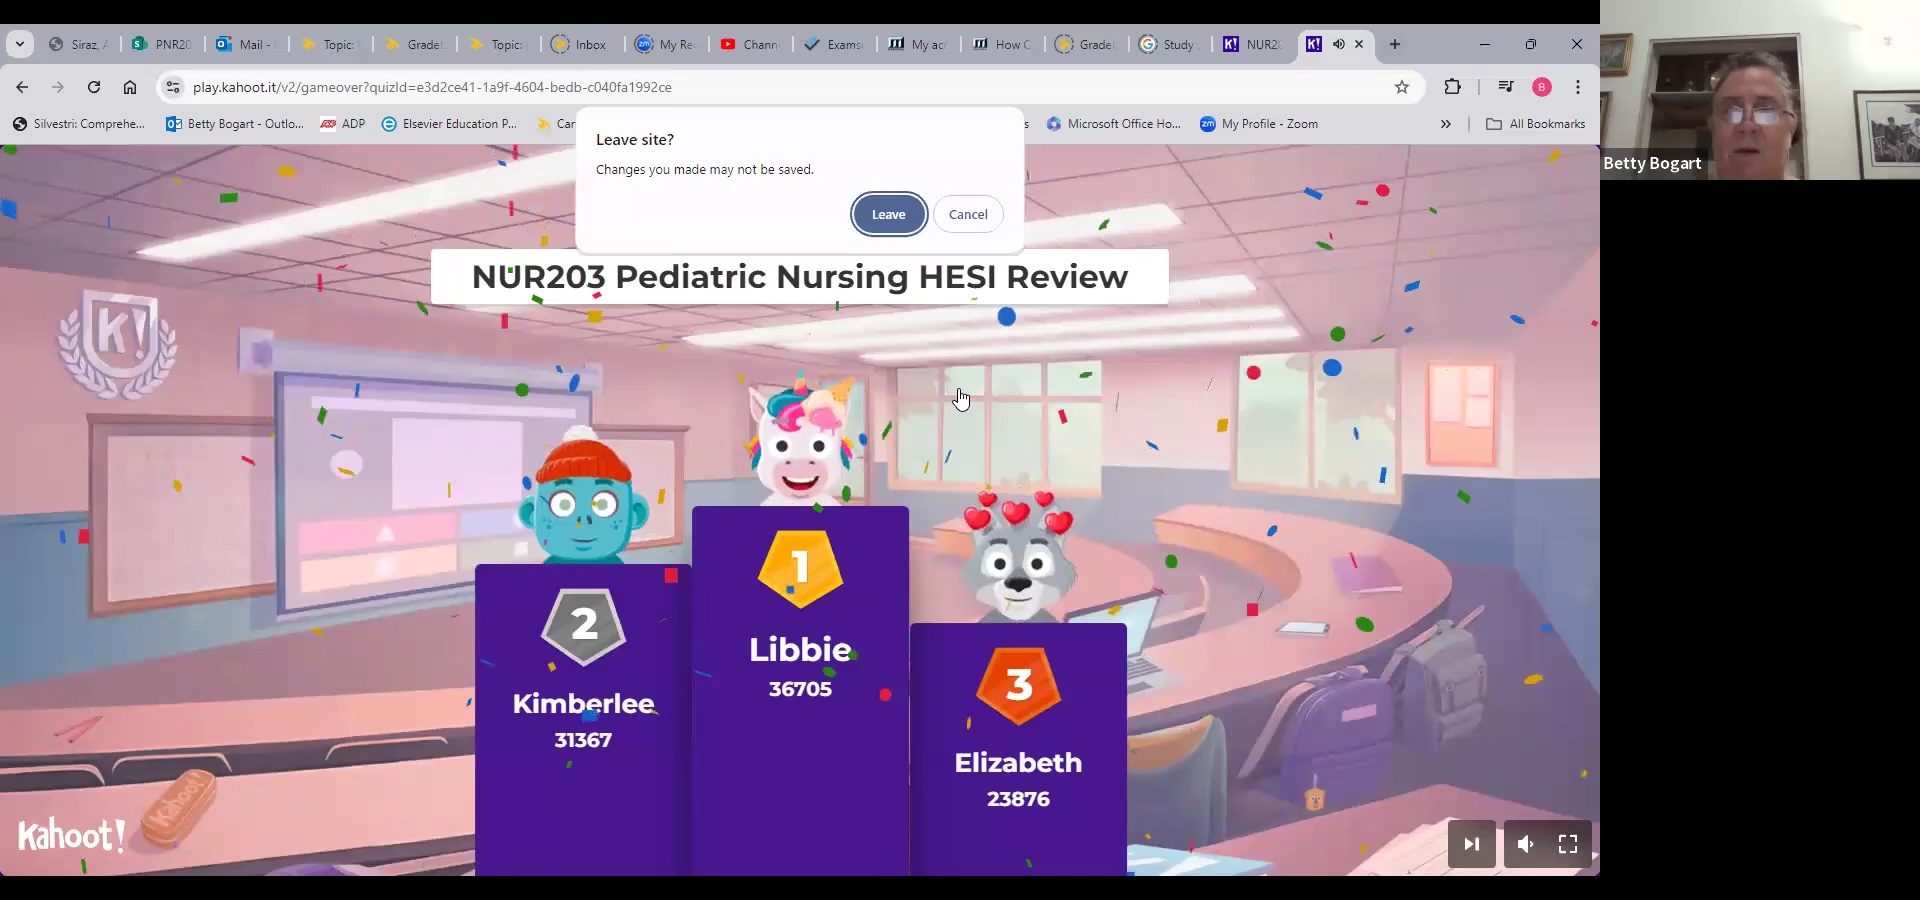 Siraz, A
PNR20
Mail -
Topic:
Grade:
Topic:
Inbox
My Re
Chann
Exams
My ac
How C
Grade
Study
NUR20
play.kahoot.it/v2/gameover?quizId=e3d2ce41-1a9f-4604-bedb-c040fa1992ce
B
Silvestri: Comprehe...
Betty Bogart - Outlo...
ADP
Elsevier Education P...
Microsoft Office Ho...
zm
My Profile - Zoom
»
All Bookmarks
Leave site?
Changes you made may not be saved.
Leave
Cancel
Betty Bogart
NUR203 Pediatric Nursing HESI Review
K!
1
Libbie
36705
2
Kimberlee
31367
3
Elizabeth
23876
Kahoot!
Kahoot!